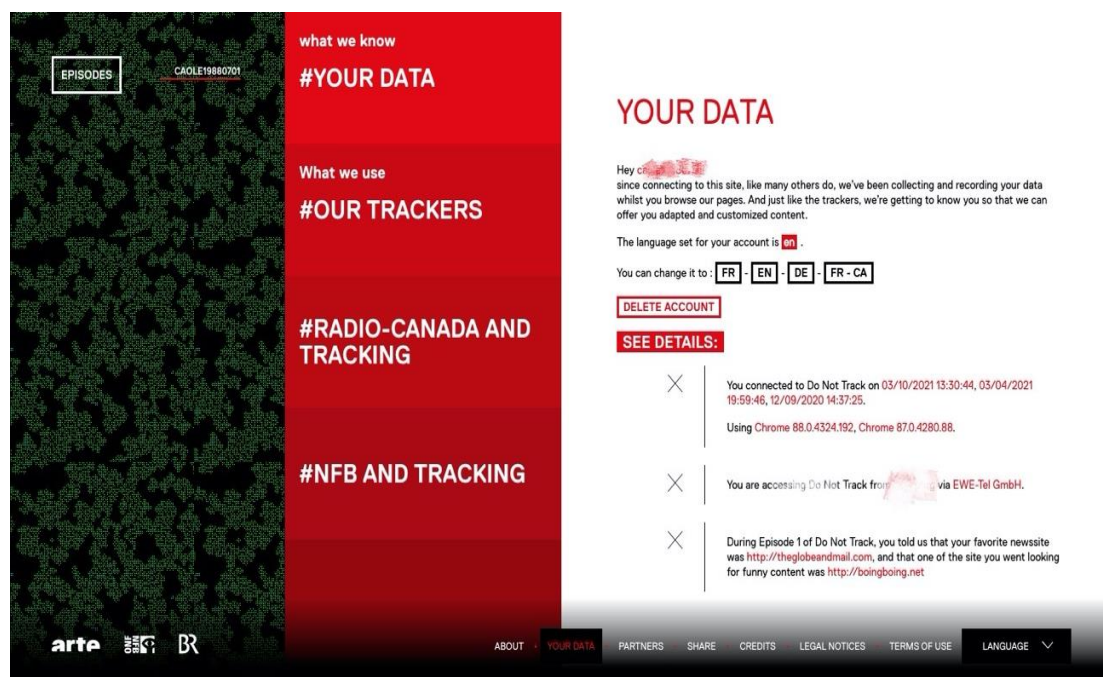 EPISODES
CAOLE19880701
what we know
#YOUR DATA
What we use
#OUR TRACKERS
#RADIO-CANADA AND
TRACKING
#NFB AND TRACKING
YOUR DATA
Hey
since connecting to this site, like many others do, we've been collecting and recording your data
whilst you browse our pages. And just like the trackers, we're getting to know you so that we can
offer you adapted and customized content.
The language set for your account is en .
You can change it to : FR - EN - DE - FR - CA
DELETE ACCOUNT
SEE DETAILS:
You connected to Do Not Track on 03/10/2021 13:30:44, 03/04/2021
19:59:46, 12/09/2020 14:37:25.
Using Chrome 88.0.4324.192, Chrome 87.0.4280.88.
You are accessing Do Not Track from via EWE-Tel GmbH.
During Episode 1 of Do Not Track, you told us that your favorite newssite
was http://theglobeandmail.com, and that one of the site you went looking
for funny content was http://boingboing.net
arte NFB ONF BR
ABOUT YOUR DATA PARTNERS SHARE CREDITS LEGAL NOTICES TERMS OF USE LANGUAGE